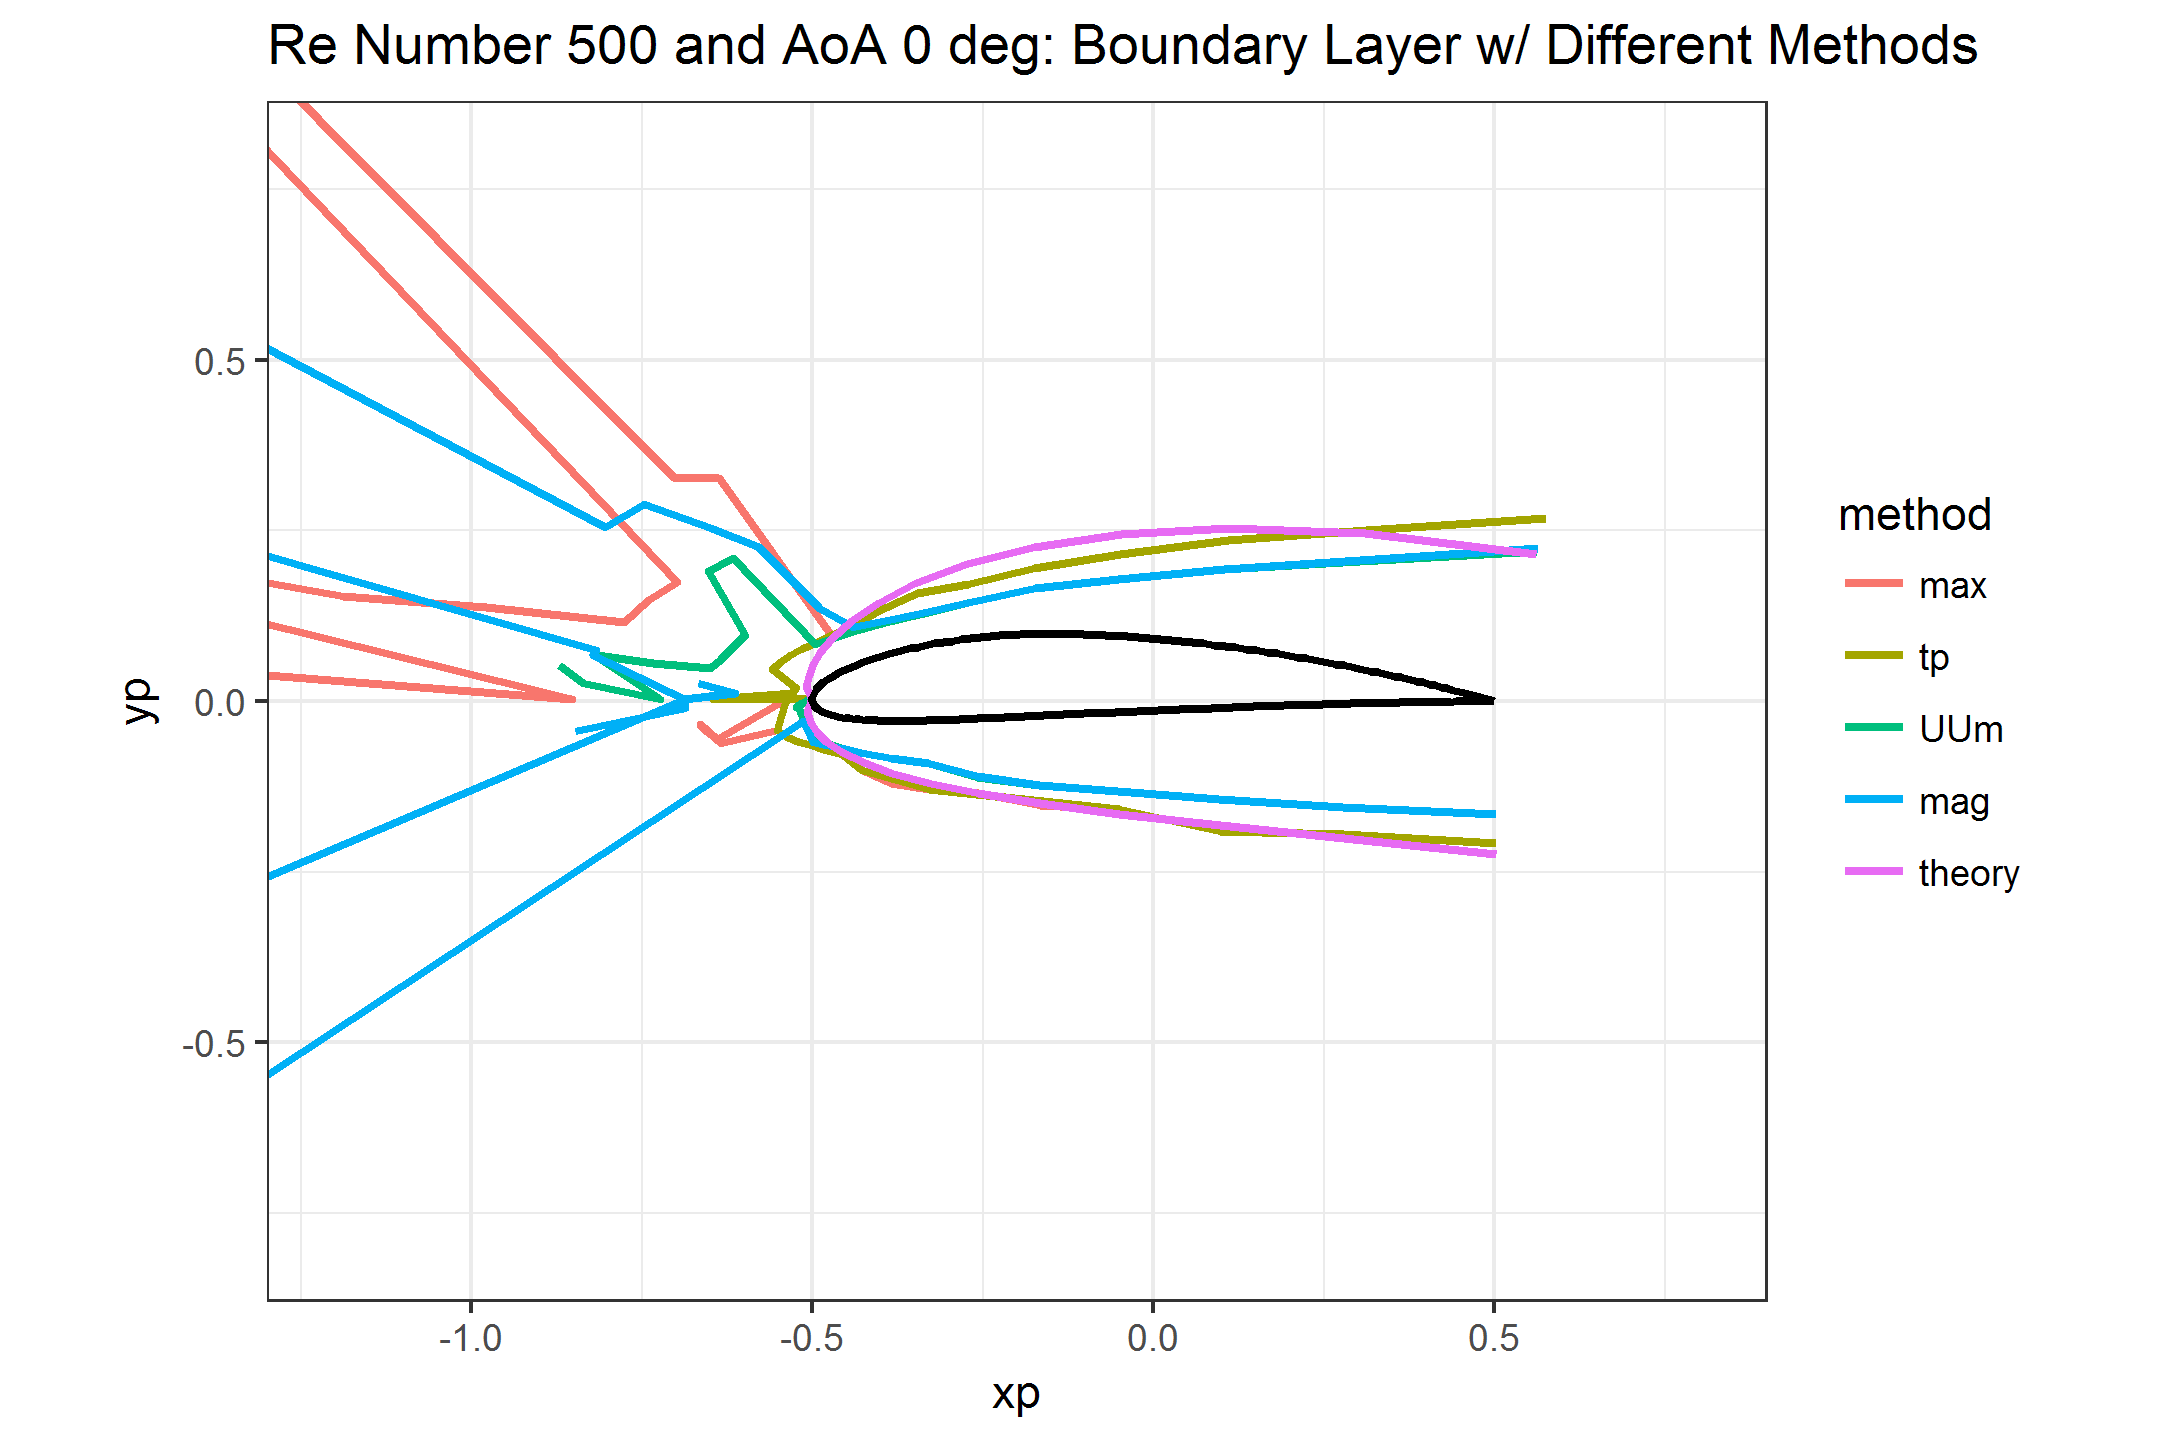 Re Number 500 and AoA 0 deg: Boundary Layer w/ Different Methods
yp
0.5
0.0
-0.5
-1.0
-0.5
0.0
0.5
xp
method
max
tp
UUm
mag
theory